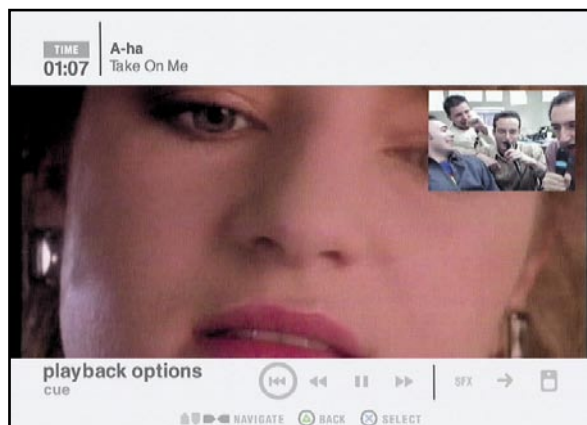 TIME
01:07
A-ha
Take On Me
playback options
cue
SFX
NAVIGATE BACK SELECT